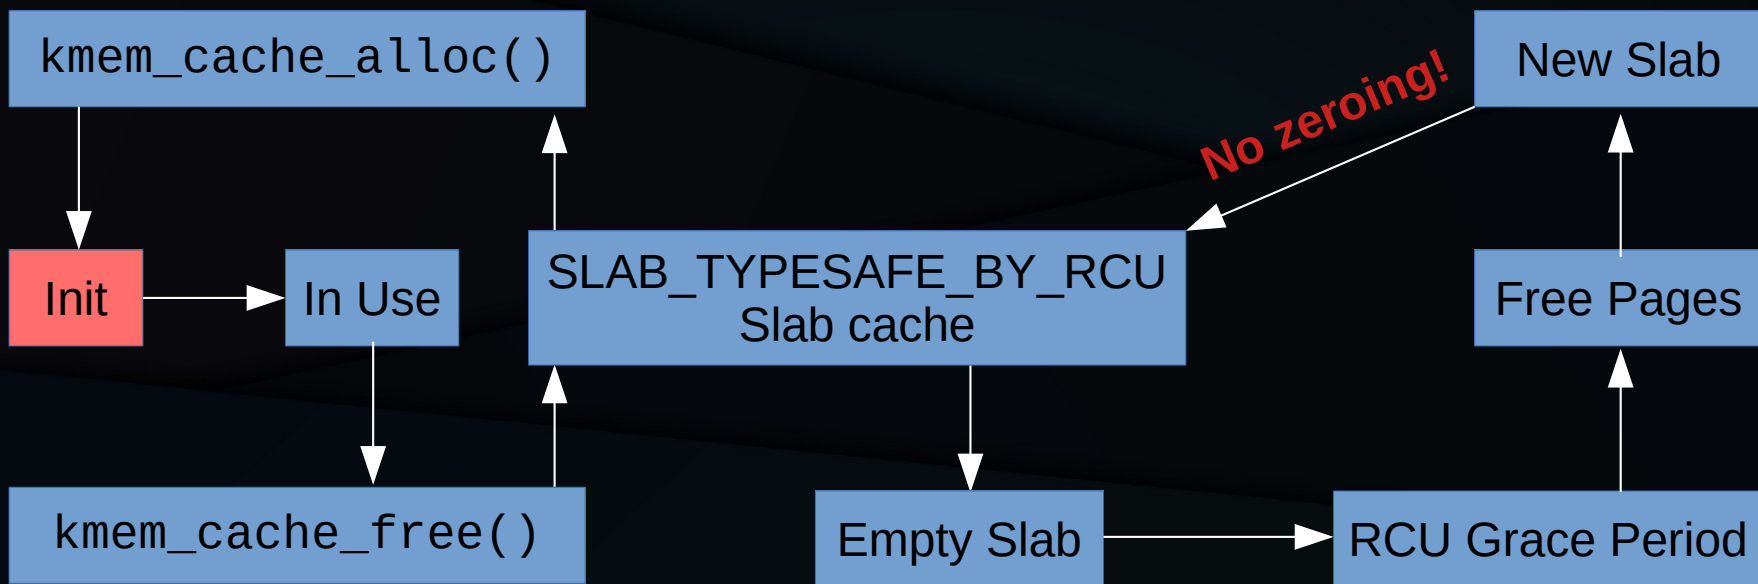 kmem_cache_alloc()
New Slab
No zeroing!
Init
In Use
SLAB_TYPESAFE_BY_RCU
Slab cache
Free Pages
kmem_cache_free()
Empty Slab
RCU Grace Period